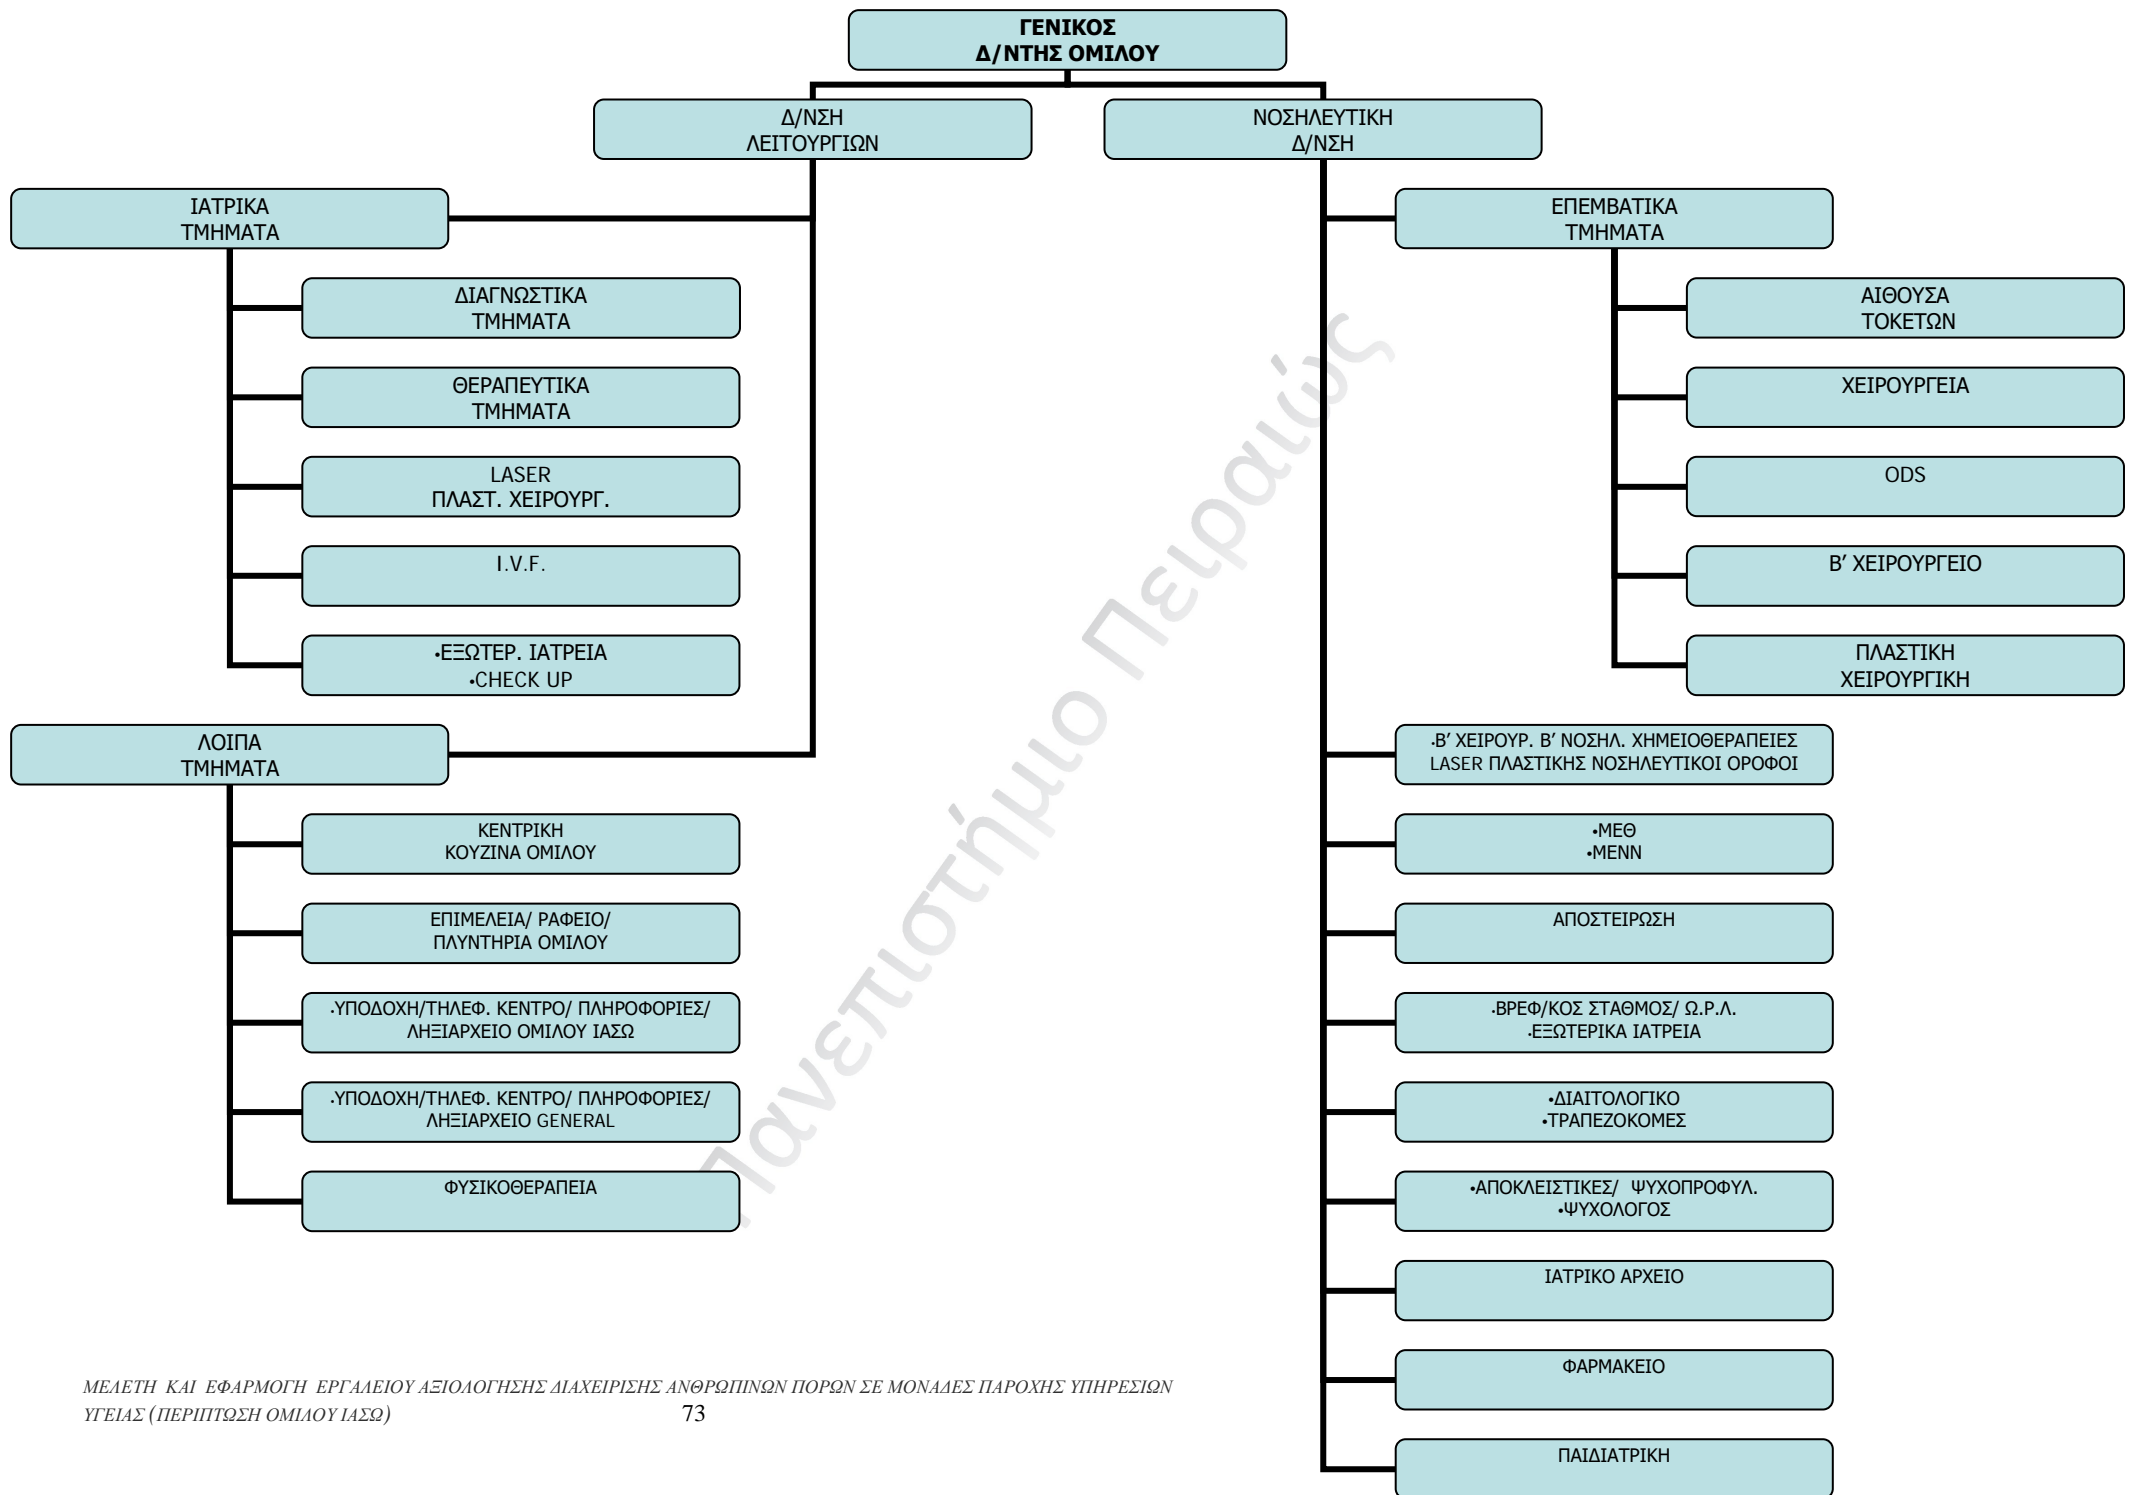 ΓΕΝΙΚΟΣ
Δ/ΝΤΗΣ ΟΜΙΛΟΥ
Δ/ΝΣΗ
ΛΕΙΤΟΥΡΓΙΩΝ
ΝΟΣΗΛΕΥΤΙΚΗ
Δ/ΝΣΗ
ΙΑΤΡΙΚΑ
ΤΜΗΜΑΤΑ
ΔΙΑΓΝΩΣΤΙΚΑ
ΤΜΗΜΑΤΑ
ΘΕΡΑΠΕΥΤΙΚΑ
ΤΜΗΜΑΤΑ
LASER
ΠΛΑΣΤ. ΧΕΙΡΟΥΡΓ.
I.V.F.
•ΕΞΩΤΕΡ. ΙΑΤΡΕΙΑ
•CHECK UP
ΛΟΙΠΑ
ΤΜΗΜΑΤΑ
ΚΕΝΤΡΙΚΗ
ΚΟΥΖΙΝΑ ΟΜΙΛΟΥ
ΕΠΙΜΕΛΕΙΑ/ ΡΑΦΕΙΟ/
ΠΛΥΝΤΗΡΙΑ ΟΜΙΛΟΥ
•ΥΠΟΔΟΧΗ/ΤΗΛΕΦ. ΚΕΝΤΡΟ/ ΠΛΗΡΟΦΟΡΙΕΣ/
ΛΗΞΙΑΡΧΕΙΟ ΟΜΙΛΟΥ ΙΑΣΩ
•ΥΠΟΔΟΧΗ/ΤΗΛΕΦ. ΚΕΝΤΡΟ/ ΠΛΗΡΟΦΟΡΙΕΣ/
ΛΗΞΙΑΡΧΕΙΟ GENERAL
ΦΥΣΙΚΟΘΕΡΑΠΕΙΑ
ΕΠΕΜΒΑΤΙΚΑ
ΤΜΗΜΑΤΑ
ΑΙΘΟΥΣΑ
ΤΟΚΕΤΩΝ
ΧΕΙΡΟΥΡΓΕΙΑ
ODS
Β’ ΧΕΙΡΟΥΡΓΕΙΟ
ΠΛΑΣΤΙΚΗ
ΧΕΙΡΟΥΡΓΙΚΗ
•Β’ ΧΕΙΡΟΥΡ. Β’ ΝΟΣΗΛ. ΧΗΜΕΙΟΘΕΡΑΠΕΙΕΣ
LASER ΠΛΑΣΤΙΚΗΣ ΝΟΣΗΛΕΥΤΙΚΟΙ ΟΡΟΦΟΙ
•ΜΕΘ
•ΜΕΝΝ
ΑΠΟΣΤΕΙΡΩΣΗ
•ΒΡΕΦ/ΚΟΣ ΣΤΑΘΜΟΣ/ Ω.Ρ.Λ.
•ΕΞΩΤΕΡΙΚΑ ΙΑΤΡΕΙΑ
•ΔΙΑΙΤΟΛΟΓΙΚΟ
•ΤΡΑΠΕΖΟΚΟΜΕΣ
•ΑΠΟΚΛΕΙΣΤΙΚΕΣ/ ΨΥΧΟΠΡΟΦΥΛ.
•ΨΥΧΟΛΟΓΟΣ
ΙΑΤΡΙΚΟ ΑΡΧΕΙΟ
ΦΑΡΜΑΚΕΙΟ
ΠΑΙΔΙΑΤΡΙΚΗ
Πανεπιστήμιο Πειραιώς
ΜΕΛΕΤΗ ΚΑΙ ΕΦΑΡΜΟΓΗ ΕΡΓΑΛΕΙΟΥ ΑΞΙΟΛΟΓΗΣΗΣ ΔΙΑΧΕΙΡΙΣΗΣ ΑΝΘΡΩΠΙΝΩΝ ΠΟΡΩΝ ΣΕ ΜΟΝΑΔΕΣ ΠΑΡΟΧΗΣ ΥΠΗΡΕΣΙΩΝ
ΥΓΕΙΑΣ (ΠΕΡΙΠΤΩΣΗ ΟΜΙΛΟΥ ΙΑΣΩ) 73